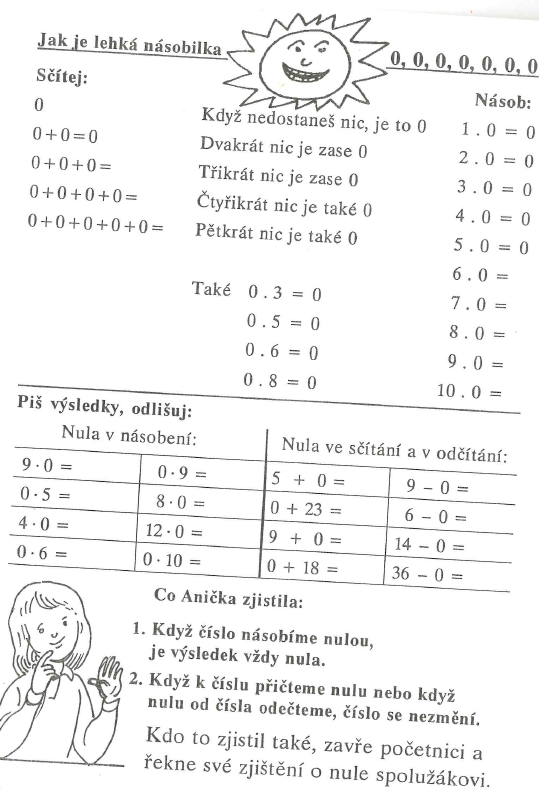 Jak je lehká násobilka
0, 0, 0, 0, 0, 0, 0
Sčítej:
Násob:
0
Když nedostaneš nic, je to 0
1 . 0 = 0
0+0=0
Dvakrát nic je zase 0
2 . 0 = 0
0+0+0=
Třikrát nic je zase 0
3 . 0 = 0
0+0+0+0=
Čtyřikrát nic je také 0
4 . 0 = 0
0+0+0+0+0=
Pětkrát nic je také 0
5 . 0 = 0
6 . 0 =
Také 0 . 3 = 0
7 . 0 =
0 . 5 = 0
8 . 0 =
0 . 6 = 0
9 . 0 =
0 . 8 = 0
10 . 0 =
Piš výsledky, odlišuj:
Nula v násobení:
Nula ve sčítání a v odčítání:
9·0 =
0·9 =
5 + 0 =
9 – 0 =
0·5 =
8·0 =
0 + 23 =
6 – 0 =
4·0 =
12·0 =
9 + 0 =
14 – 0 =
0·6 =
0·10 =
0 + 18 =
36 – 0 =
Co Anička zjistila:
1. Když číslo násobíme nulou,
je výsledek vždy nula.
2. Když k číslu přičteme nulu nebo když
nulu od čísla odečteme, číslo se nezmění.
Kdo to zjistil také, zavře početnici a
řekne své zjištění o nule spolužákovi.